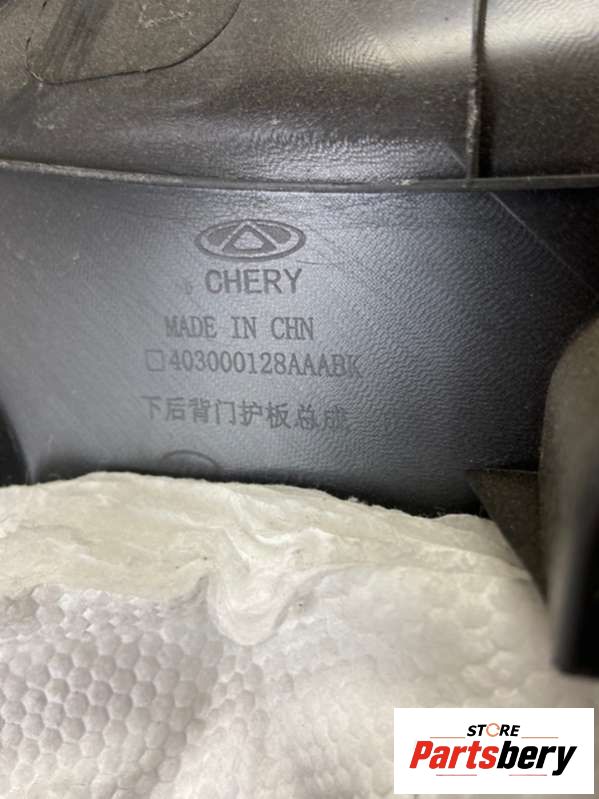 CHERY
MADE IN CHN
□403000128AAABK
下后背门护板总成
STORE
Partsbery